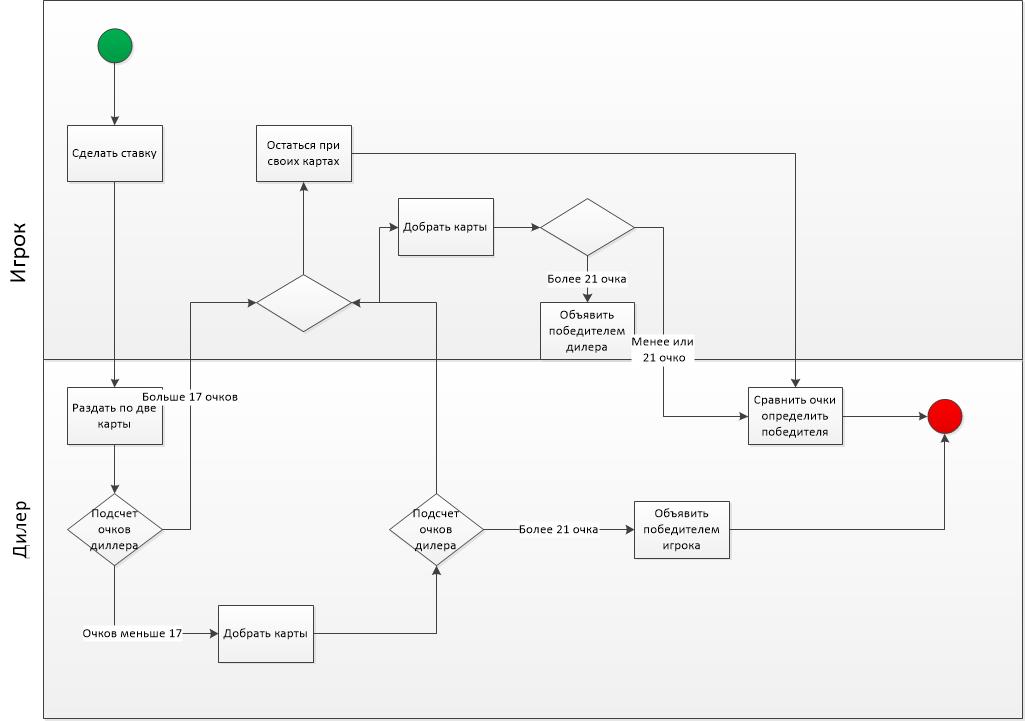 Игрок
Сделать ставку
Остаться при
своих картах
Добрать карты
Более 21 очка
Объявить
победителем
дилера
Менее или
21 очко
Дилер
Раздать по две
карты
Больше 17 очков
Сравнить очки
определить
победителя
Подсчет
очков
диллера
Подсчет
очков
дилера
Более 21 очка
Объявить
победителем
игрока
Очков меньше 17
Добрать карты